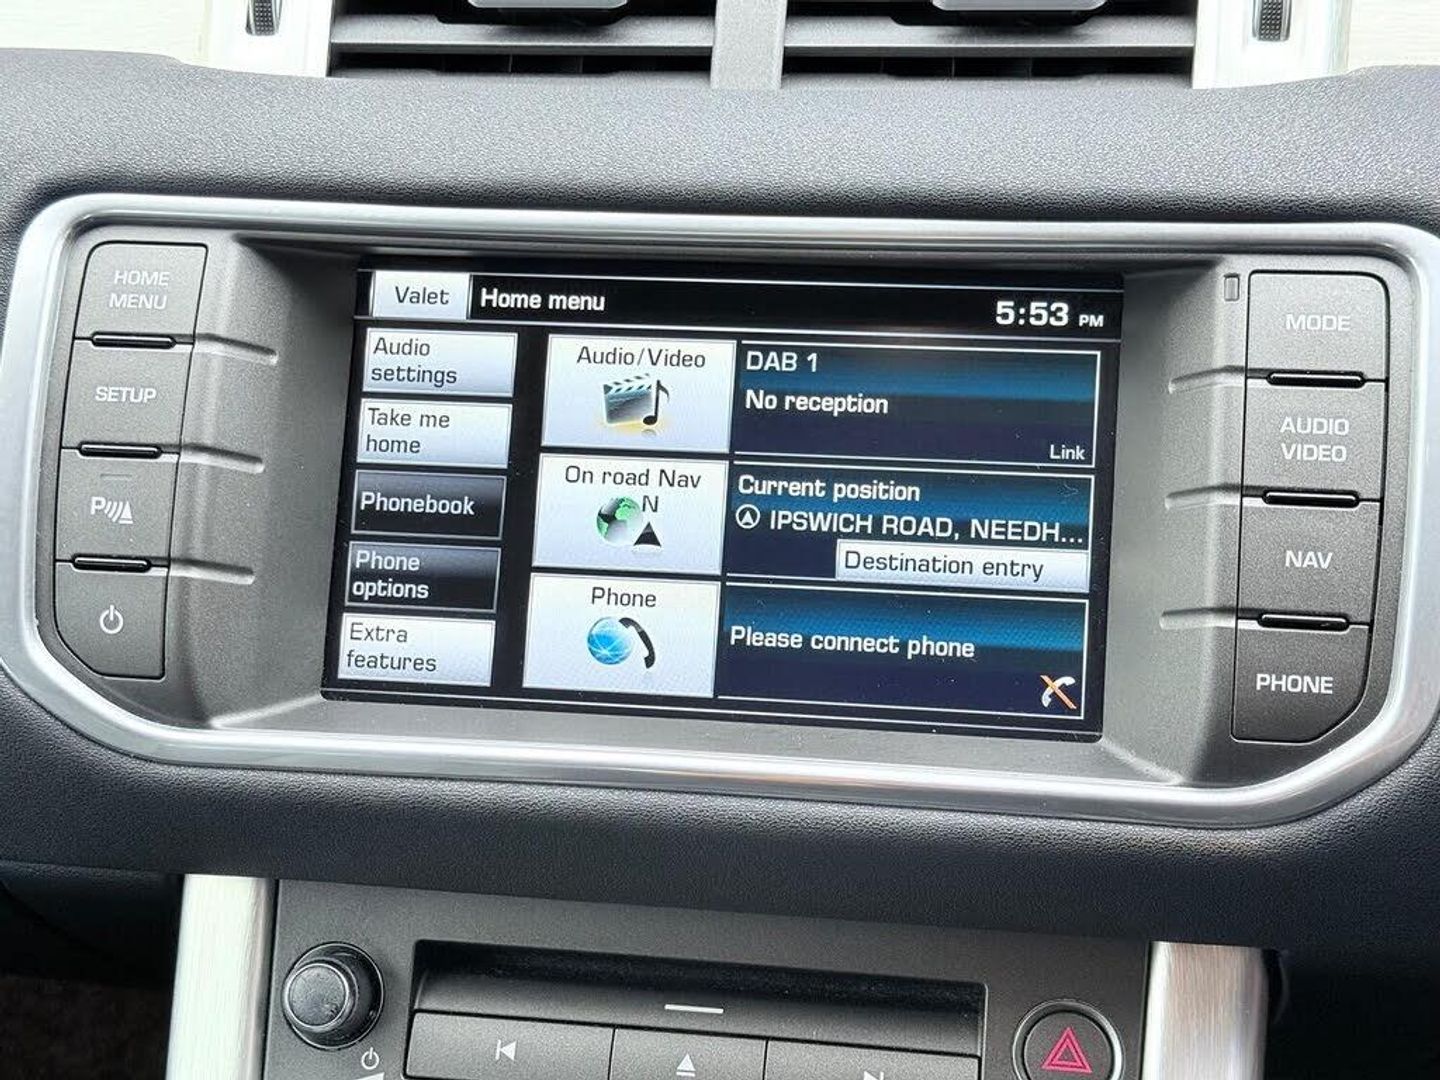 HOME
MENU
SETUP
P
Valet
Home menu
5:53 PM
Audio
settings
Take me
home
Phonebook
Phone
options
Extra
features
Audio/Video
On road Nav
N
Phone
DAB 1
No reception
Link
Current position
IPSWICH ROAD, NEEDH...
Destination entry
Please connect phone
MODE
AUDIO
VIDEO
NAV
PHONE